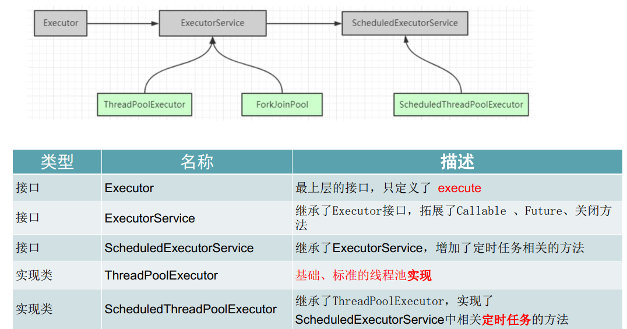 Executor
ExecutorService
ScheduledExecutorService
ThreadPoolExecutor
ForkJoinPool
ScheduledThreadPoolExecutor
类型 名称 描述
接口 Executor 最上层的接口，只定义了 execute
接口 ExecutorService 继承了Executor接口，拓展了Callable 、Future、关闭方
法
接口 ScheduledExecutorService 继承了ExecutorService，增加了定时任务相关的方法
实现类 ThreadPoolExecutor 基础、标准的线程池实现
实现类 ScheduledThreadPoolExecutor 继承了ThreadPoolExecutor，实现了
ScheduledExecutorService中相关定时任务的方法